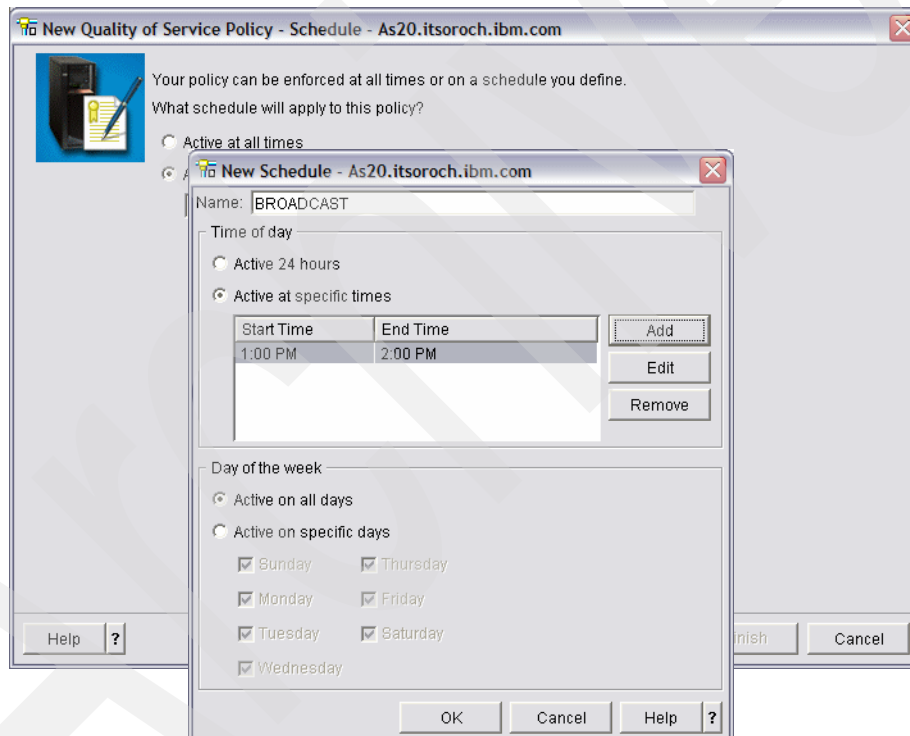 New Quality of Service Policy - Schedule - As20.itsoroch.ibm.com
Your policy can be enforced at all times or on a schedule you define.
What schedule will apply to this policy?
Active at all times
New Schedule - As20.itsoroch.ibm.com
Name: BROADCAST
Time of day
Active 24 hours
Active at specific times
Start Time End Time
Add
1:00 PM 2:00 PM
Edit
Remove
Day of the week
Active on all days
Active on specific days
Sunday Thursday
Monday Friday
Tuesday Saturday
Wednesday
OK Cancel Help ?
Help ? Cancel